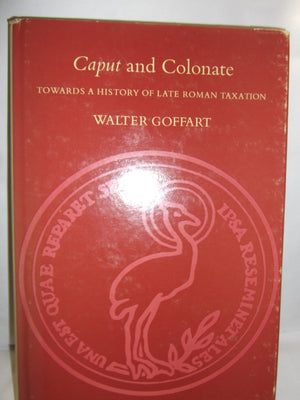 Caput and Colonate
TOWARDS A HISTORY OF LATE ROMAN TAXATION
WALTER GOFFART
UNA EST QUAE REPARET IPSA RESEMINET ALES